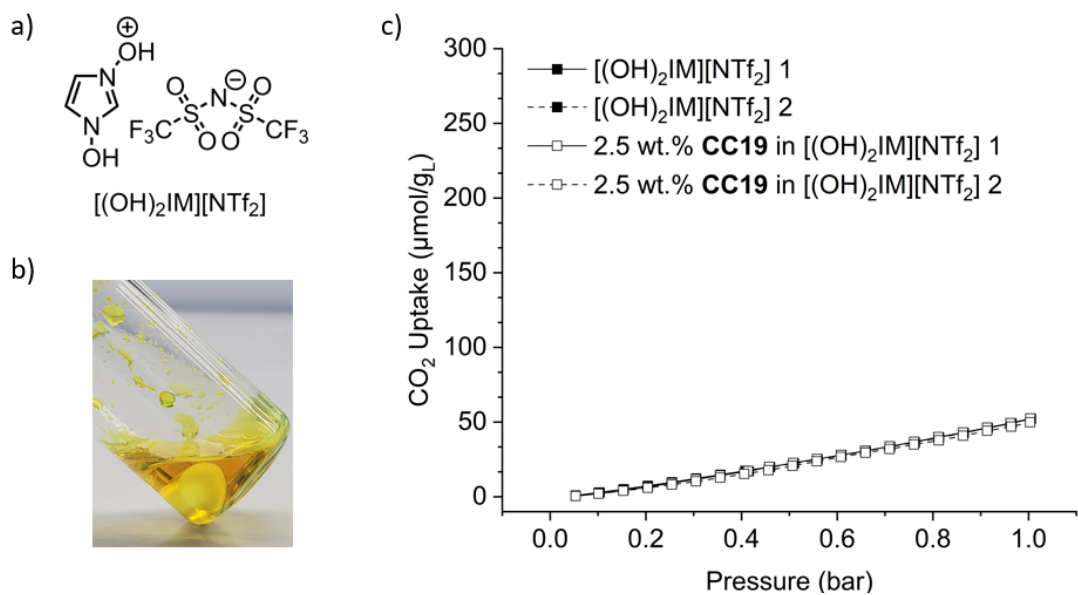 a)
⊕
OH
N
N
OH
O O
⊖
S N S
F₃C O O CF₃
[(OH)₂IM][NTf₂]
b)
c)
300
250
200
150
100
50
0
CO₂ Uptake (µmol/g_L)
[(OH)₂IM][NTf₂] 1
[(OH)₂IM][NTf₂] 2
2.5 wt.% CC19 in [(OH)₂IM][NTf₂] 1
2.5 wt.% CC19 in [(OH)₂IM][NTf₂] 2
0.0 0.2 0.4 0.6 0.8 1.0
Pressure (bar)